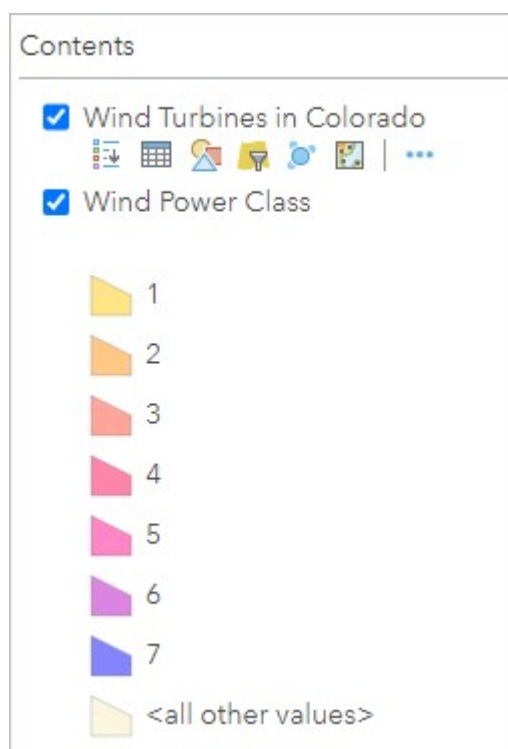 Contents
Wind Turbines in Colorado
Wind Power Class
1
2
3
4
5
6
7
<all other values>